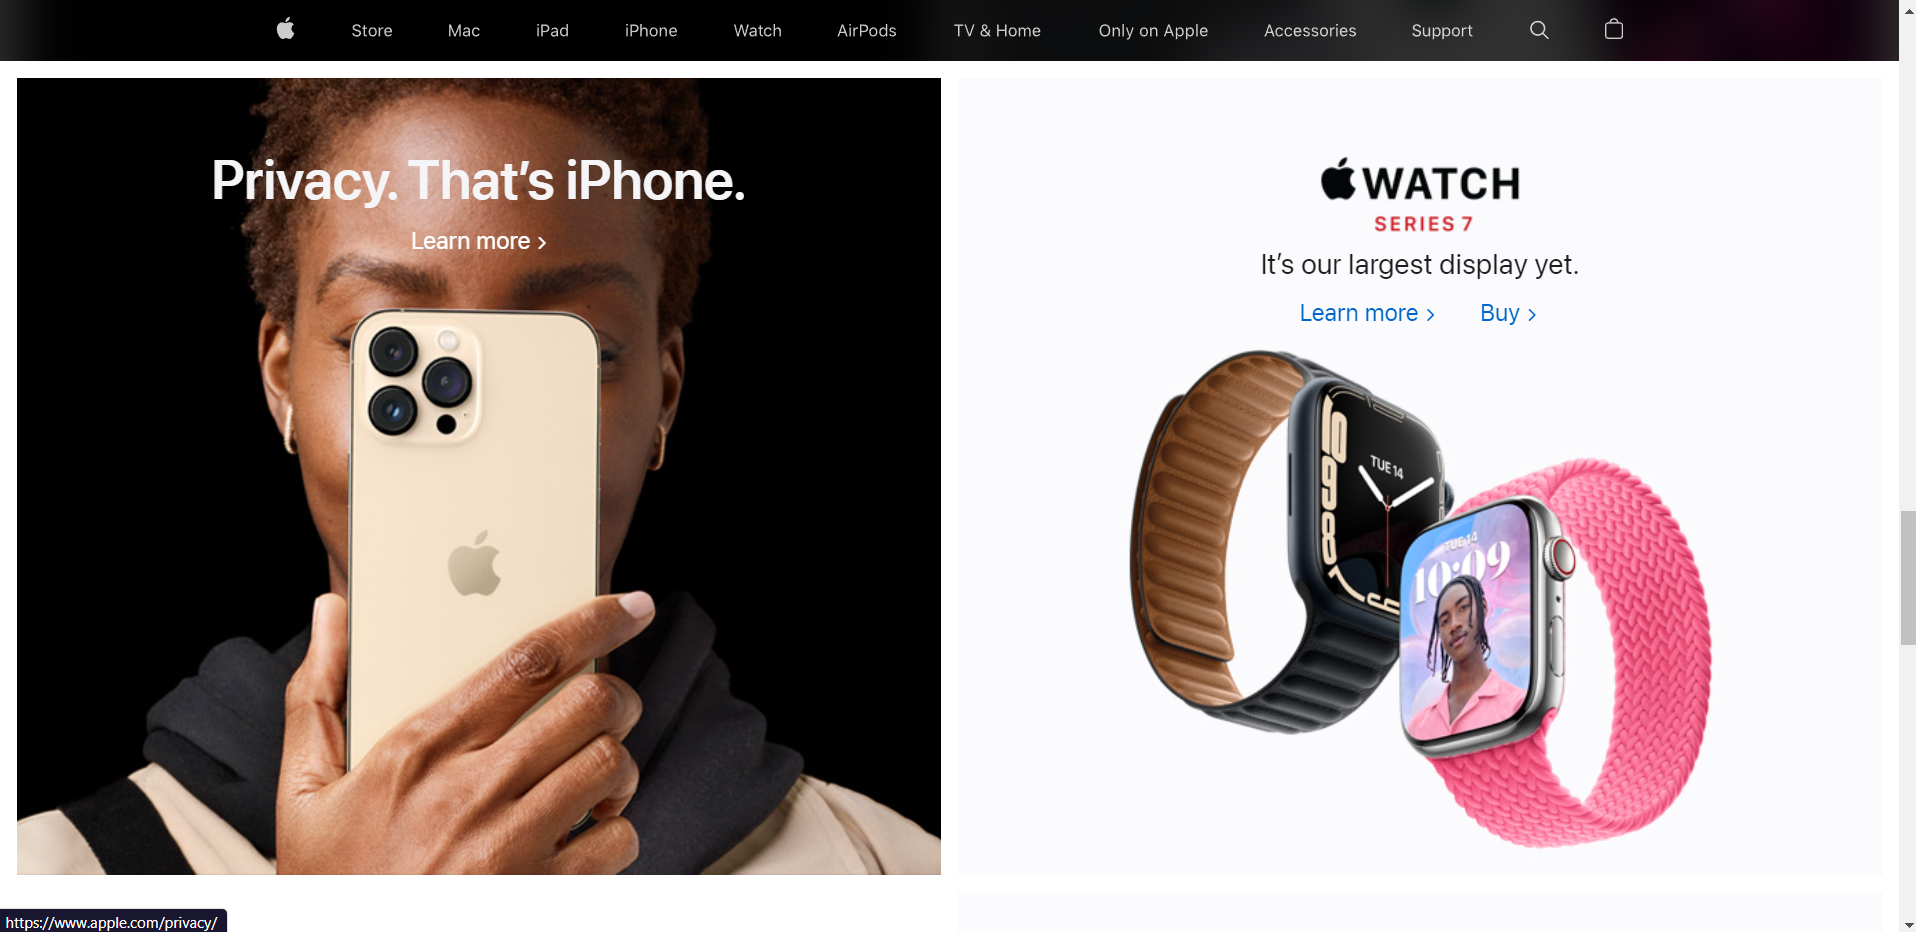 Store
Mac
iPad
iPhone
Watch
AirPods
TV & Home
Only on Apple
Accessories
Support
Privacy. That's iPhone.
Learn more >
WATCH
SERIES 7
It's our largest display yet.
Learn more >
Buy >
TUE 14
TUE 14
10:09
https://www.apple.com/privacy/